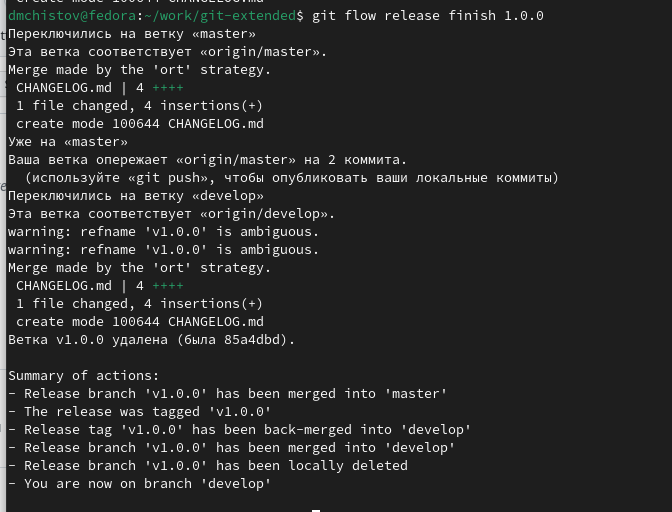 dmchistov@fedora:~/work/git-extended$ git flow release finish 1.0.0
Переключились на ветку «master»
Эта ветка соответствует «origin/master».
Merge made by the 'ort' strategy.
 CHANGELOG.md | 4 ++++
 1 file changed, 4 insertions(+)
 create mode 100644 CHANGELOG.md
Уже на «master»
Ваша ветка опережает «origin/master» на 2 коммита.
  (используйте «git push», чтобы опубликовать ваши локальные коммиты)
Переключились на ветку «develop»
Эта ветка соответствует «origin/develop».
warning: refname 'v1.0.0' is ambiguous.
warning: refname 'v1.0.0' is ambiguous.
Merge made by the 'ort' strategy.
 CHANGELOG.md | 4 ++++
 1 file changed, 4 insertions(+)
 create mode 100644 CHANGELOG.md
Ветка v1.0.0 удалена (была 85a4dbd).

Summary of actions:
- Release branch 'v1.0.0' has been merged into 'master'
- The release was tagged 'v1.0.0'
- Release tag 'v1.0.0' has been back-merged into 'develop'
- Release branch 'v1.0.0' has been merged into 'develop'
- Release branch 'v1.0.0' has been locally deleted
- You are now on branch 'develop'